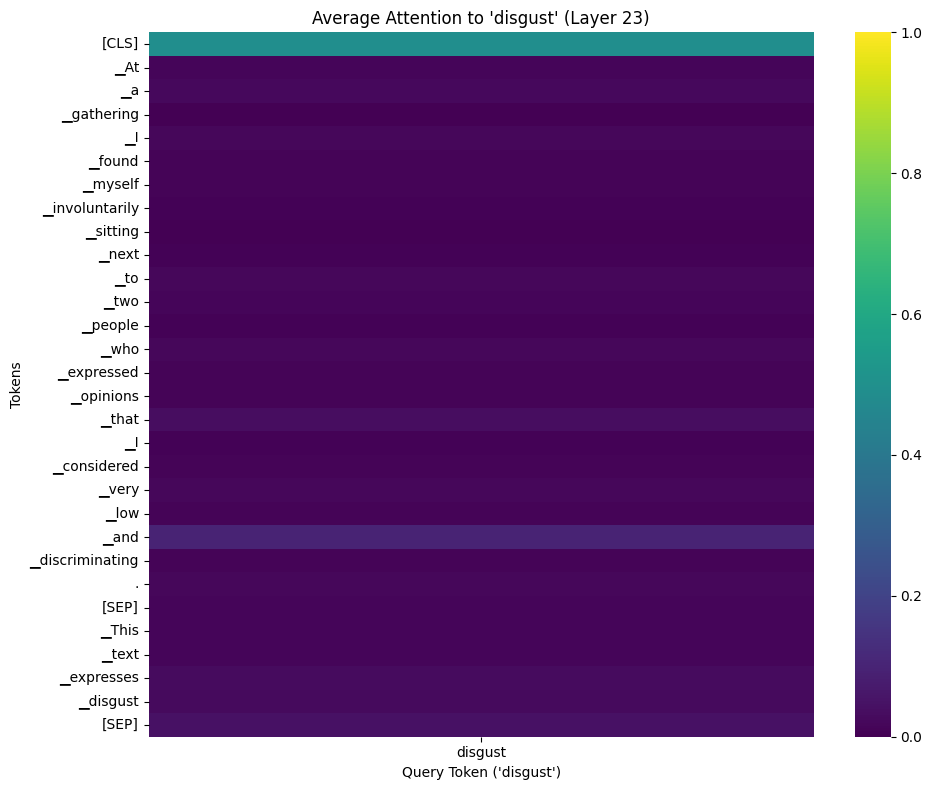 Average Attention to 'disgust' (Layer 23)
[CLS]
▁At
▁a
▁gathering
▁I
▁found
▁myself
▁involuntarily
▁sitting
▁next
▁to
▁two
▁people
▁who
▁expressed
▁opinions
▁that
▁I
▁considered
▁very
▁low
▁and
▁discriminating
.
[SEP]
▁This
▁text
▁expresses
▁disgust
[SEP]
Tokens
disgust
Query Token ('disgust')
1.0
0.8
0.6
0.4
0.2
0.0